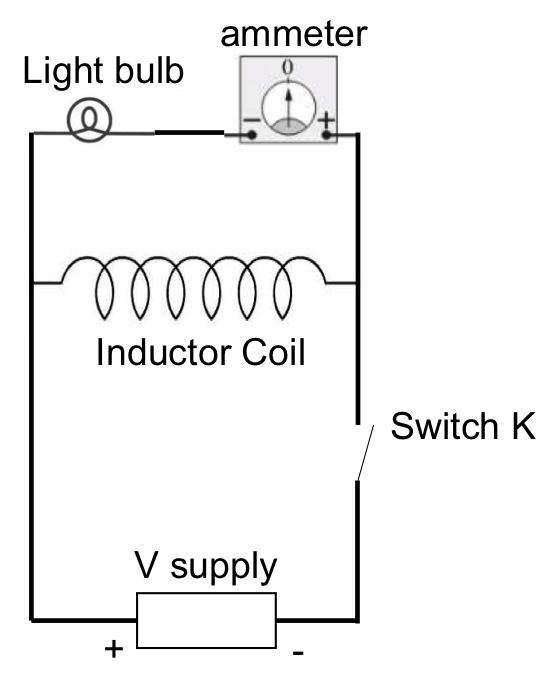 ammeter
Light bulb
0
- +
Inductor Coil
Switch K
V supply
+ -